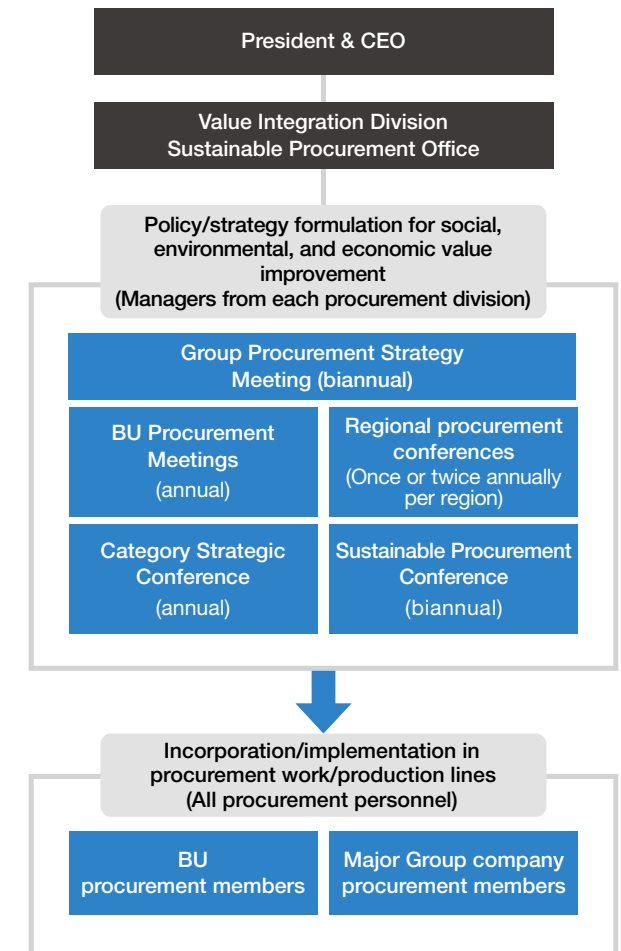 President & CEO
Value Integration Division
Sustainable Procurement Office
Policy/strategy formulation for social,
environmental, and economic value
improvement
(Managers from each procurement division)
Group Procurement Strategy
Meeting (biannual)
BU Procurement
Meetings
(annual)
Regional procurement
conferences
(Once or twice annually
per region)
Category Strategic
Conference
(annual)
Sustainable Procurement
Conference
(biannual)
Incorporation/implementation in
procurement work/production lines
(All procurement personnel)
BU
procurement members
Major Group company
procurement members